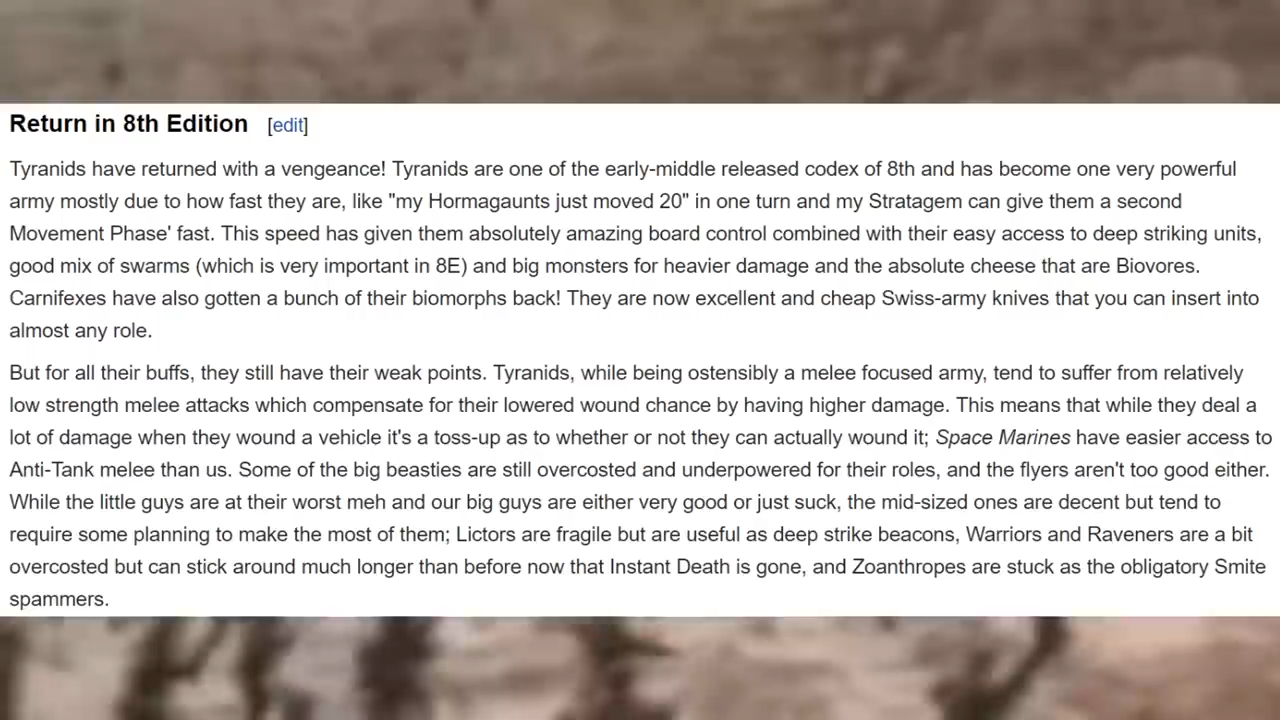 Return in 8th Edition [edit]
Tyranids have returned with a vengeance! Tyranids are one of the early-middle released codex of 8th and has become one very powerful
army mostly due to how fast they are, like "my Hormagaunts just moved 20" in one turn and my Stratagem can give them a second
Movement Phase' fast. This speed has given them absolutely amazing board control combined with their easy access to deep striking units,
good mix of swarms (which is very important in 8E) and big monsters for heavier damage and the absolute cheese that are Biovores.
Carnifexes have also gotten a bunch of their biomorphs back! They are now excellent and cheap Swiss-army knives that you can insert into
almost any role.
But for all their buffs, they still have their weak points. Tyranids, while being ostensibly a melee focused army, tend to suffer from relatively
low strength melee attacks which compensate for their lowered wound chance by having higher damage. This means that while they deal a
lot of damage when they wound a vehicle it's a toss-up as to whether or not they can actually wound it; Space Marines have easier access to
Anti-Tank melee than us. Some of the big beasties are still overcosted and underpowered for their roles, and the flyers aren't too good either.
While the little guys are at their worst meh and our big guys are either very good or just suck, the mid-sized ones are decent but tend to
require some planning to make the most of them; Lictors are fragile but are useful as deep strike beacons, Warriors and Raveners are a bit
overcosted but can stick around much longer than before now that Instant Death is gone, and Zoanthropes are stuck as the obligatory Smite
spammers.